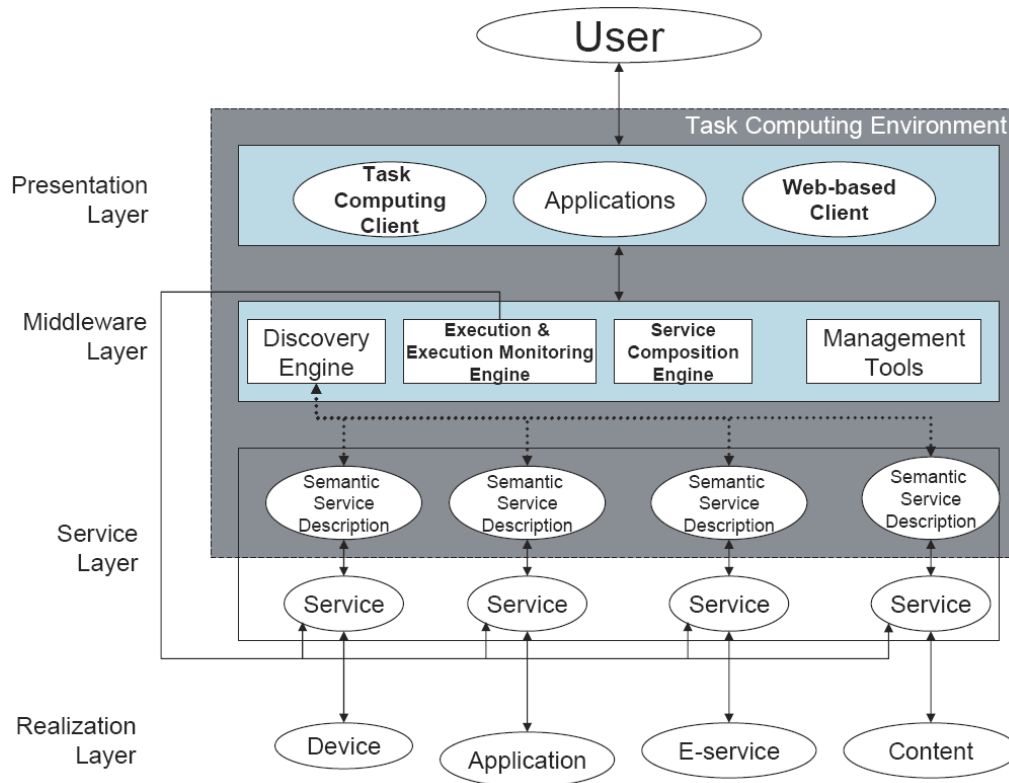 User
Task Computing Environment
Presentation
Layer
Task
Computing
Client
Applications
Web-based
Client
Middleware
Layer
Discovery
Engine
Execution &
Execution Monitoring
Engine
Service
Composition
Engine
Management
Tools
Service
Layer
Semantic
Service
Description
Semantic
Service
Description
Semantic
Service
Description
Semantic
Service
Description
Service
Service
Service
Service
Realization
Layer
Device
Application
E-service
Content